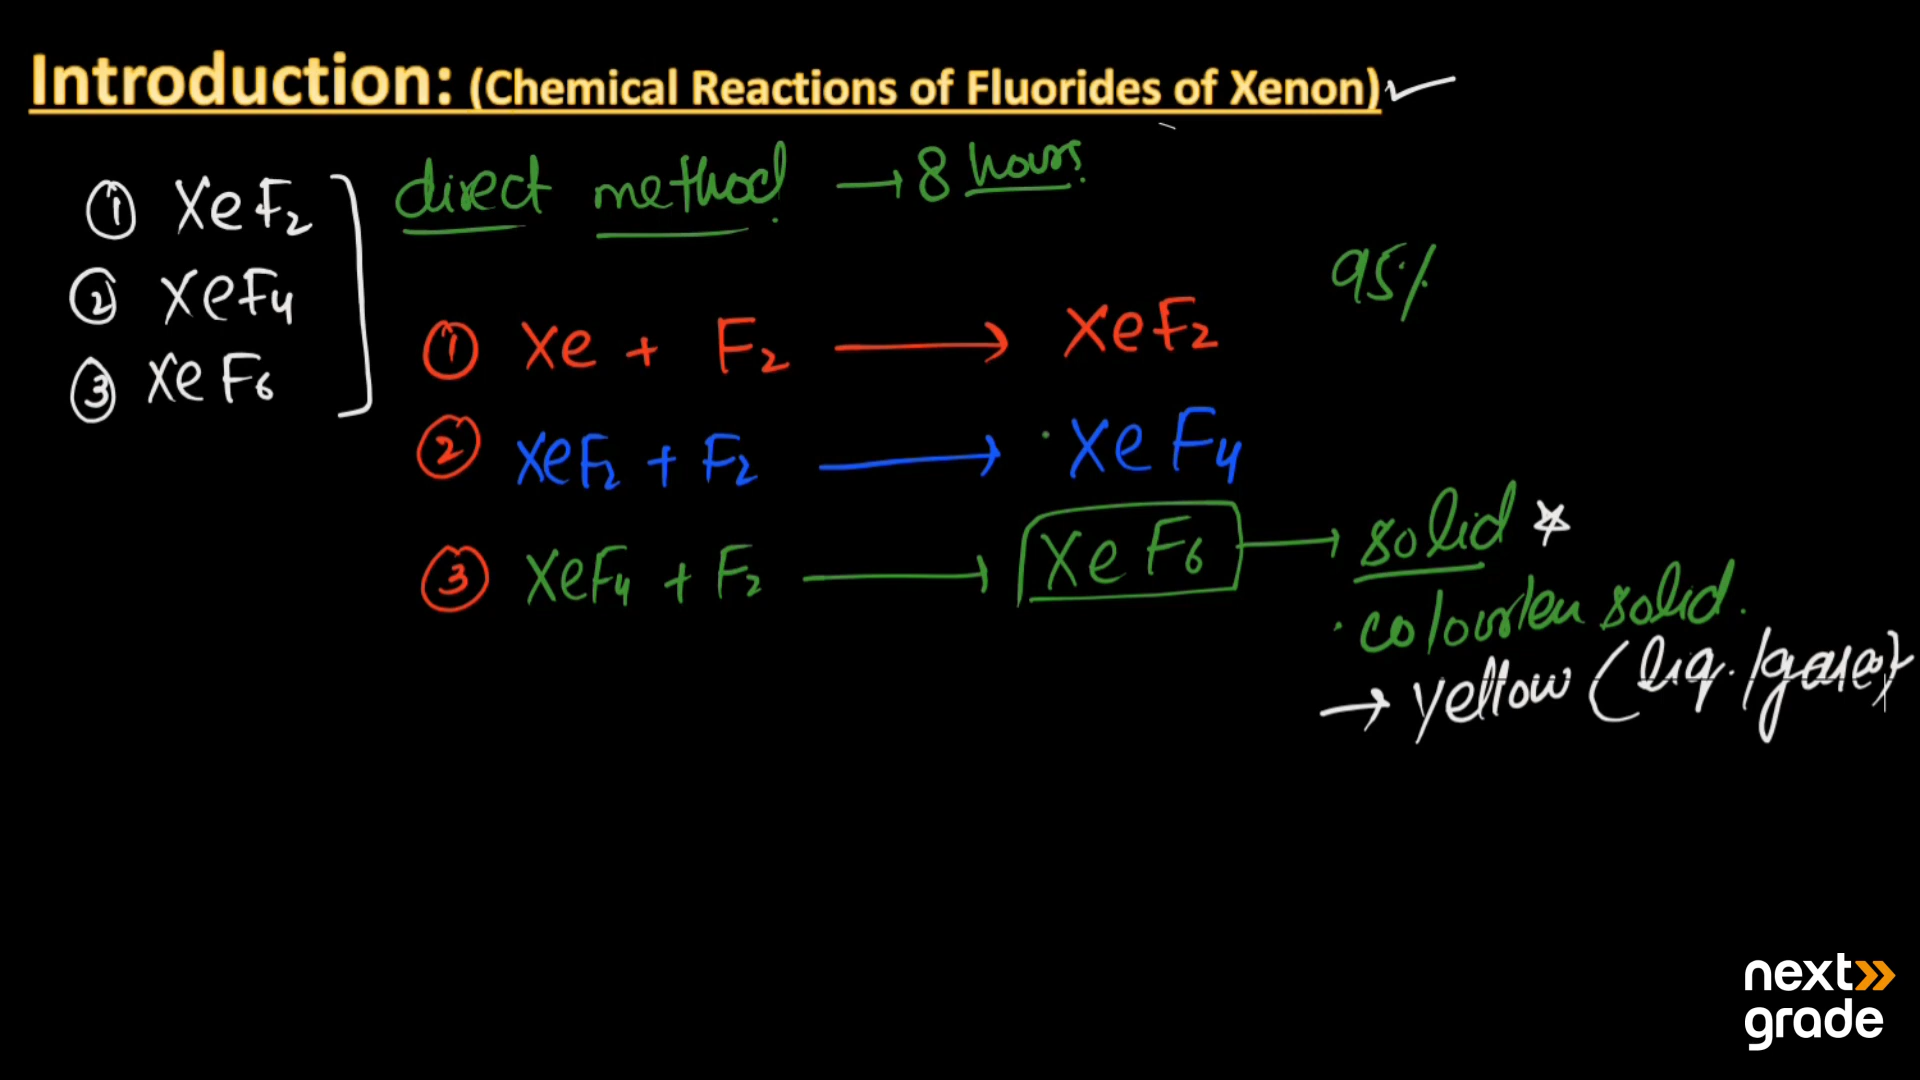 Introduction: (Chemical Reactions of Fluorides of Xenon)
① XeF2
② XeF4
③ XeF6
direct method → 8 hours
95%
① Xe + F2 → XeF2
② XeF2 + F2 → XeF4
③ XeF4 + F2 → XeF6 → solid
colourless solid.
→ yellow (liq. /
next
grade